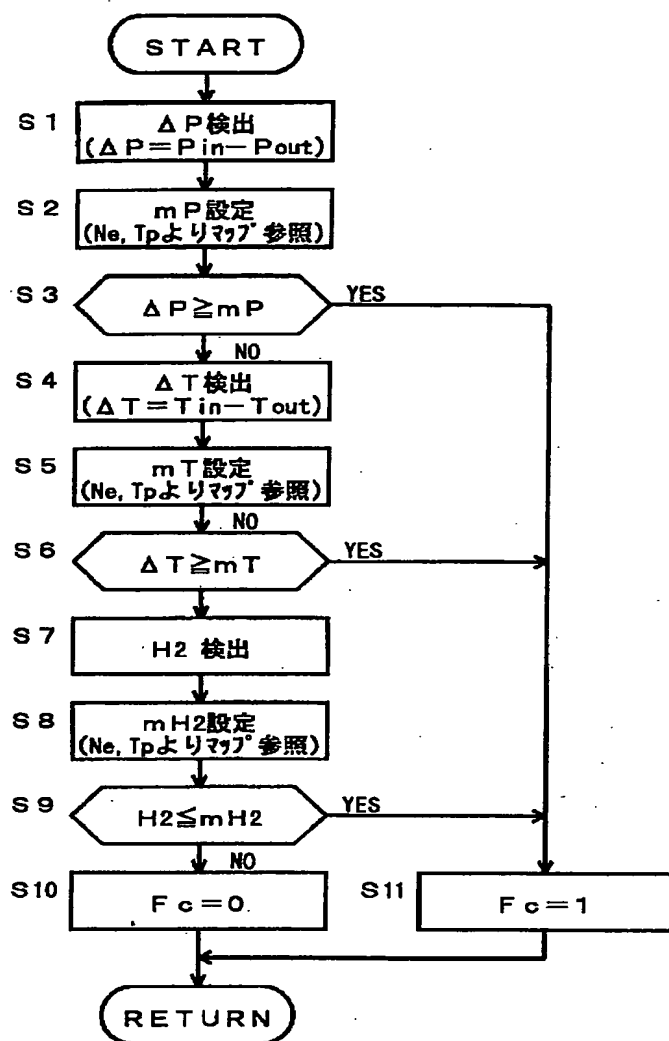 START
S1
ΔP検出
(ΔP=Pin-Pout)
S2
mP設定
(Ne, Tpよりマップ参照)
S3
ΔP≧mP
YES
NO
S4
ΔT検出
(ΔT=Tin-Tout)
S5
mT設定
(Ne, Tpよりマップ参照)
NO
S6
ΔT≧mT
YES
S7
H2 検出
S8
mH2設定
(Ne, Tpよりマップ参照)
S9
H2≦mH2
YES
NO
S10
Fc=0
S11
Fc=1
RETURN